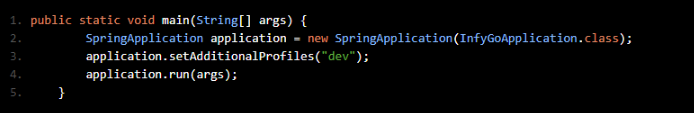 1. public static void main(String[] args) {
2. SpringApplication application = new SpringApplication(InfyGoApplication.class);
3. application.setAdditionalProfiles("dev");
4. application.run(args);
5. }